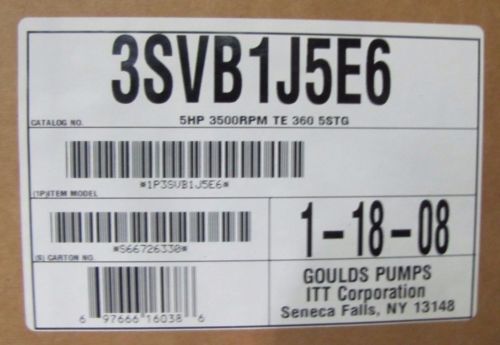 3SVB1J5E6
CATALOG NO. 5HP 3500RPM TE 360 5STG
*1P3SVB1J5E6*
(1P)ITEM MODEL
*S66726330*
(S) CARTON NO.
1-18-08
GOULDS PUMPS
ITT Corporation
Seneca Falls, NY 13148
6 97666 16038 6